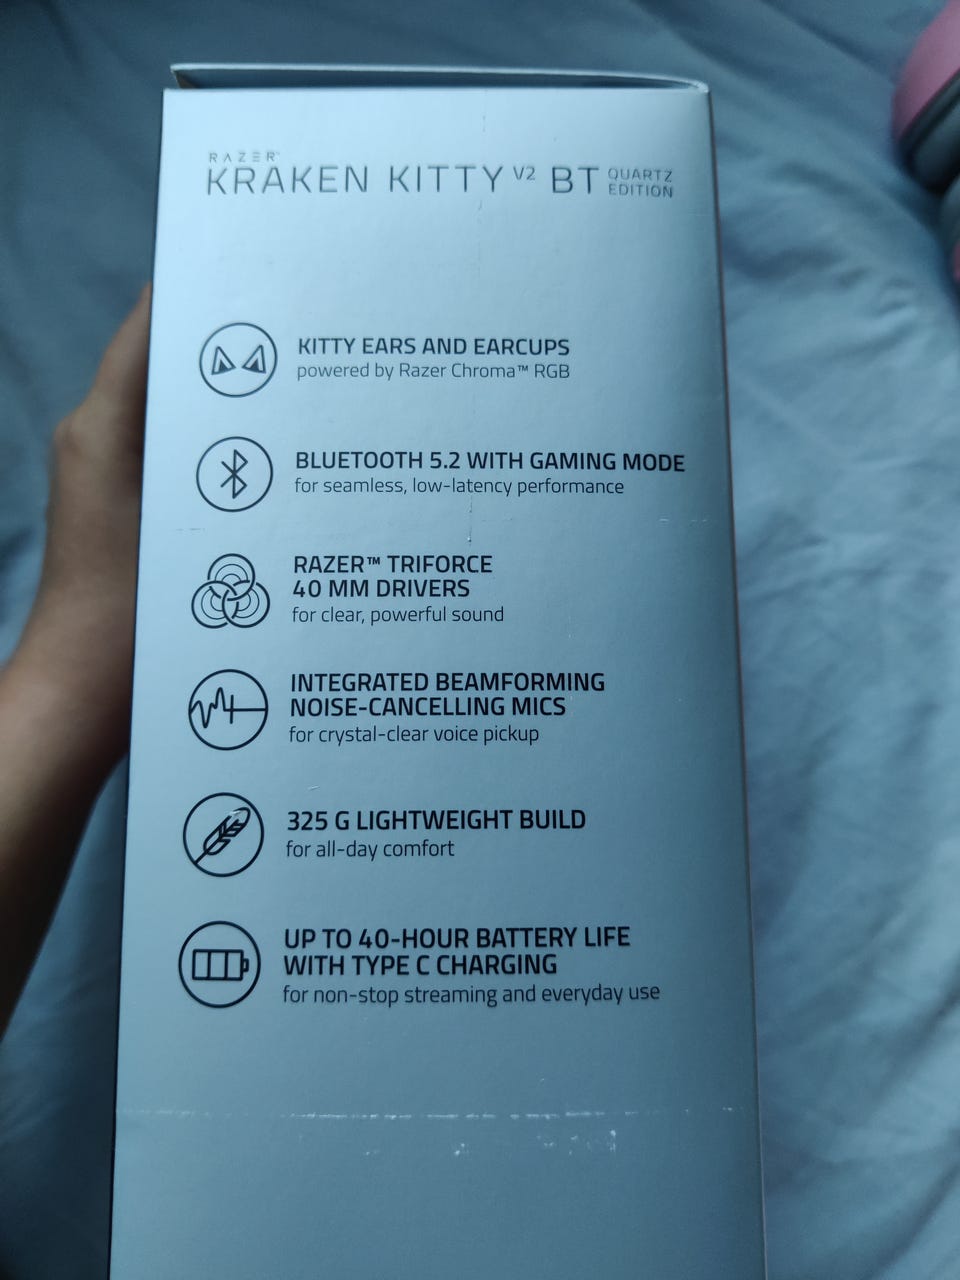 RAZER™
KRAKEN KITTY V2 BT QUARTZ EDITION
KITTY EARS AND EARCUPS
powered by Razer Chroma™ RGB
BLUETOOTH 5.2 WITH GAMING MODE
for seamless, low-latency performance
RAZER™ TRIFORCE
40 MM DRIVERS
for clear, powerful sound
INTEGRATED BEAMFORMING
NOISE-CANCELLING MICS
for crystal-clear voice pickup
325 G LIGHTWEIGHT BUILD
for all-day comfort
UP TO 40-HOUR BATTERY LIFE
WITH TYPE C CHARGING
for non-stop streaming and everyday use